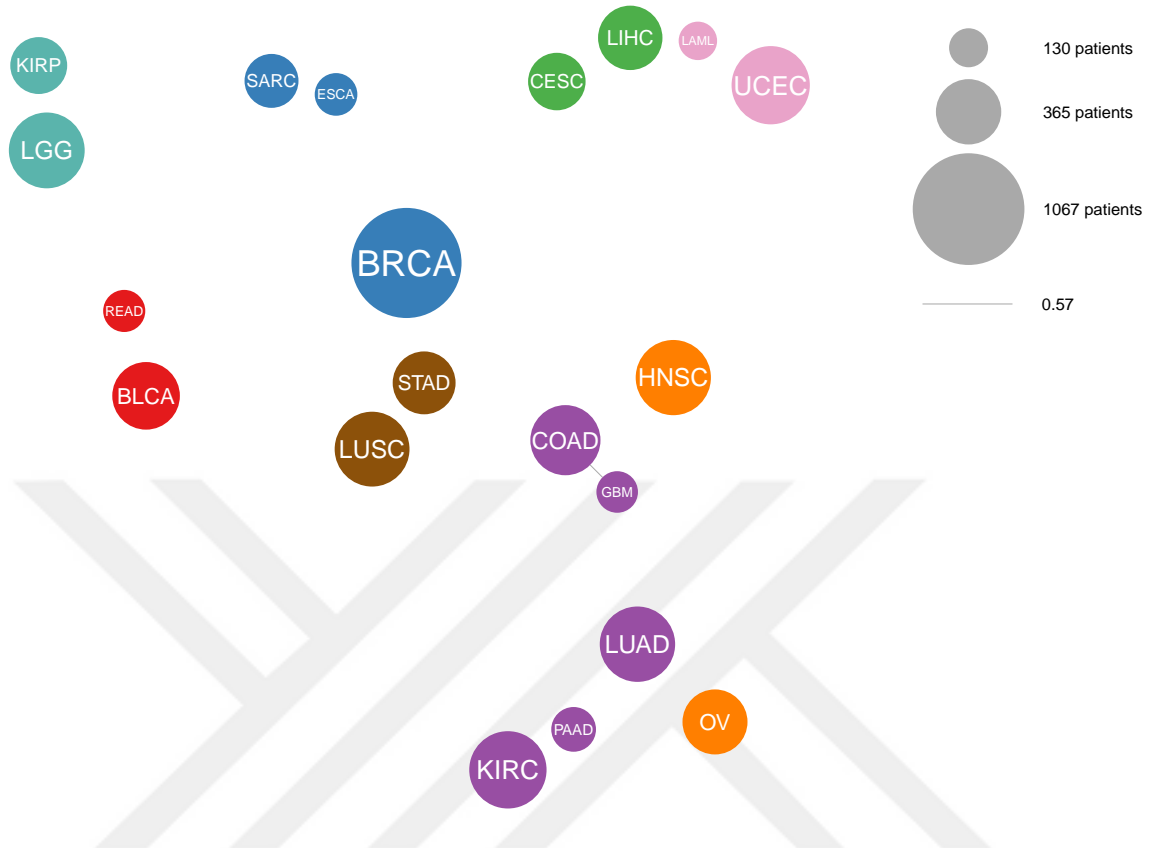 KIRP
LGG
SARC
ESCA
CESC
LIHC
LAML
UCEC
130 patients
365 patients
1067 patients
0.57
BRCA
READ
BLCA
STAD
LUSC
HNSC
COAD
GBM
LUAD
OV
PAAD
KIRC